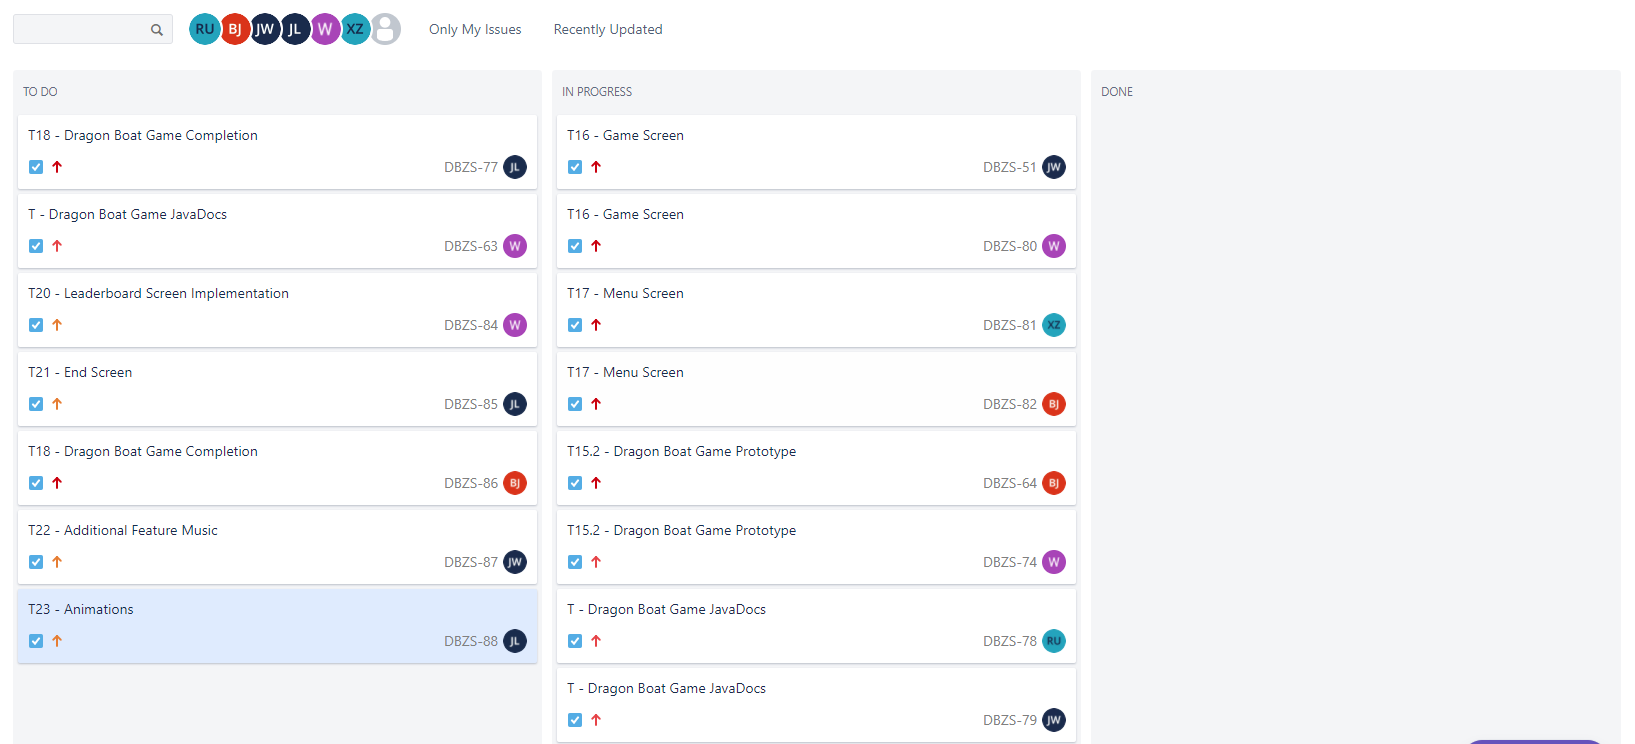 RU BJ JW JL W XZ Only My Issues Recently Updated
TO DO
T18 - Dragon Boat Game Completion
DBZS-77 JL
T - Dragon Boat Game JavaDocs
DBZS-63 W
T20 - Leaderboard Screen Implementation
DBZS-84 W
T21 - End Screen
DBZS-85 JL
T18 - Dragon Boat Game Completion
DBZS-86 BJ
T22 - Additional Feature Music
DBZS-87 JW
T23 - Animations
DBZS-88 JL
IN PROGRESS
T16 - Game Screen
DBZS-51 JW
T16 - Game Screen
DBZS-80 W
T17 - Menu Screen
DBZS-81 XZ
T17 - Menu Screen
DBZS-82 BJ
T15.2 - Dragon Boat Game Prototype
DBZS-64 BJ
T15.2 - Dragon Boat Game Prototype
DBZS-74 W
T - Dragon Boat Game JavaDocs
DBZS-78 RU
T - Dragon Boat Game JavaDocs
DBZS-79 JW
DONE